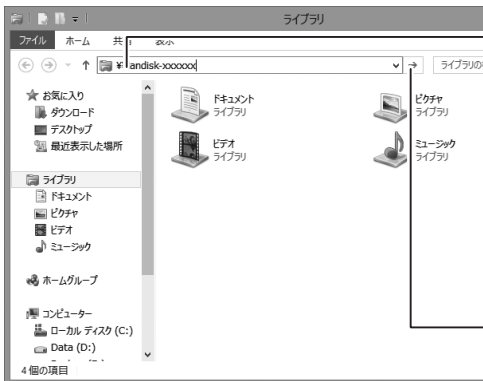 ライブラリ
ファイル ホーム 共 表示
¥ andisk-xxxxxx
ライブラリの
お気に入り
ダウンロード
デスクトップ
最近表示した場所
ライブラリ
ドキュメント
ピクチャ
ビデオ
ミュージック
ホームグループ
コンピューター
ローカル ディスク (C:)
Data (D:)
ドキュメント
ライブラリ
ピクチャ
ライブラリ
ビデオ
ライブラリ
ミュージック
ライブラリ
4 個の項目